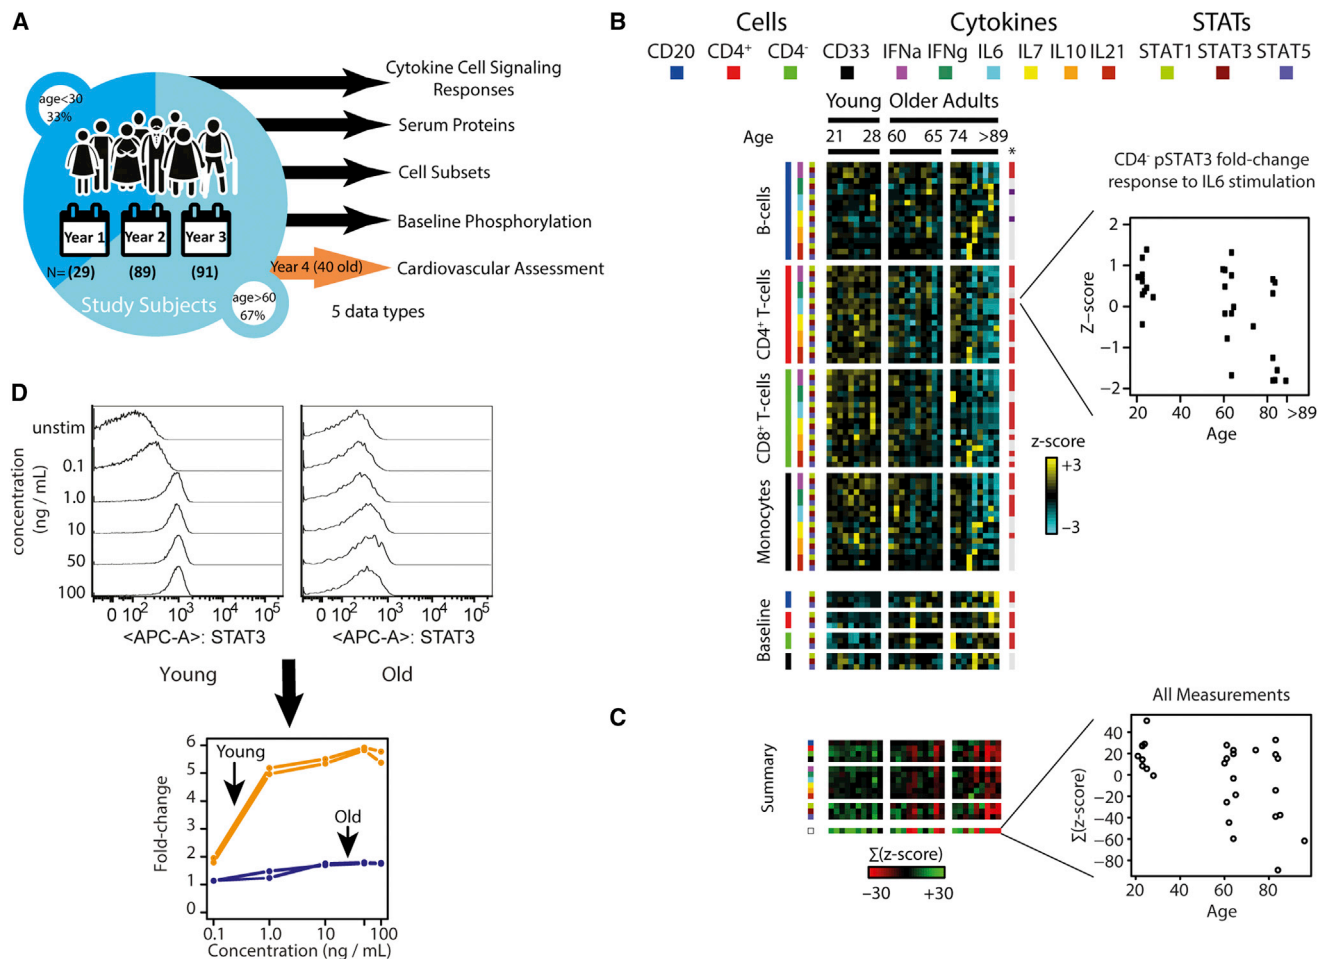 A
age<30
33%
Year 1
Year 2
Year 3
N= (29)
(89)
(91)
Study Subjects
age>60
67%
Cytokine Cell Signaling
Responses
Serum Proteins
Cell Subsets
Baseline Phosphorylation
Year 4 (40 old)
Cardiovascular Assessment
5 data types
B
Cells
Cytokines
STATs
CD20 CD4+ CD4- CD33 IFNa IFNg IL6 IL7 IL10 IL21 STAT1 STAT3 STAT5
Young Older Adults
Age 21 28 60 65 74 >89
*
B-cells
CD4+ T-cells
CD8+ T-cells
Monocytes
Baseline
CD4- pSTAT3 fold-change
response to IL6 stimulation
Z-score
2
1
0
−1
−2
20 40 60 80 >89
Age
z-score
+3
−3
C
Summary
∑(z-score)
−30 +30
All Measurements
∑(z-score)
40
20
0
−20
−40
−60
−80
20 40 60 80
Age
D
concentration
(ng / mL)
unstim
0.1
1.0
10
50
100
0 10² 10³ 10⁴ 10⁵
<APC-A>: STAT3
Young
0 10² 10³ 10⁴ 10⁵
<APC-A>: STAT3
Old
Fold-change
6
5
4
3
2
1
0
Young
Old
0.1 1.0 10 100
Concentration (ng / mL)